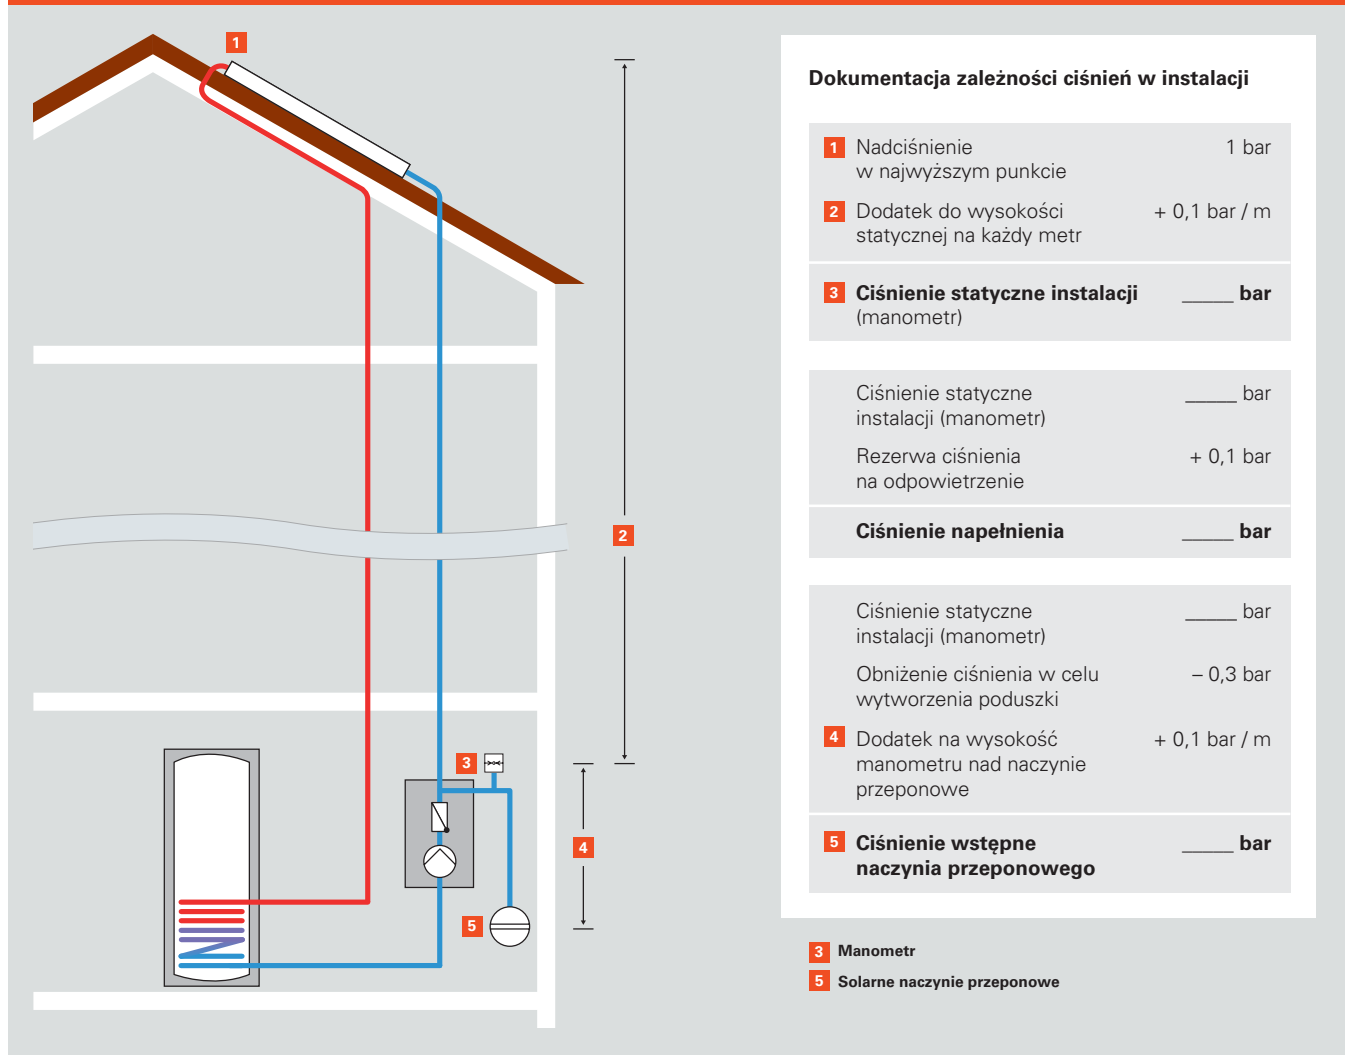 1
2
3
4
5
Dokumentacja zależności ciśnień w instalacji
1 Nadciśnienie 1 bar
w najwyższym punkcie
2 Dodatek do wysokości + 0,1 bar / m
statycznej na każdy metr
3 Ciśnienie statyczne instalacji _____ bar
(manometr)
Ciśnienie statyczne _____ bar
instalacji (manometr)
Rezerwa ciśnienia + 0,1 bar
na odpowietrzenie
Ciśnienie napełnienia _____ bar
Ciśnienie statyczne _____ bar
instalacji (manometr)
Obniżenie ciśnienia w celu – 0,3 bar
wytworzenia poduszki
4 Dodatek na wysokość + 0,1 bar / m
manometru nad naczynie
przeponowe
5 Ciśnienie wstępne _____ bar
naczynia przeponowego
3 Manometr
5 Solarne naczynie przeponowe